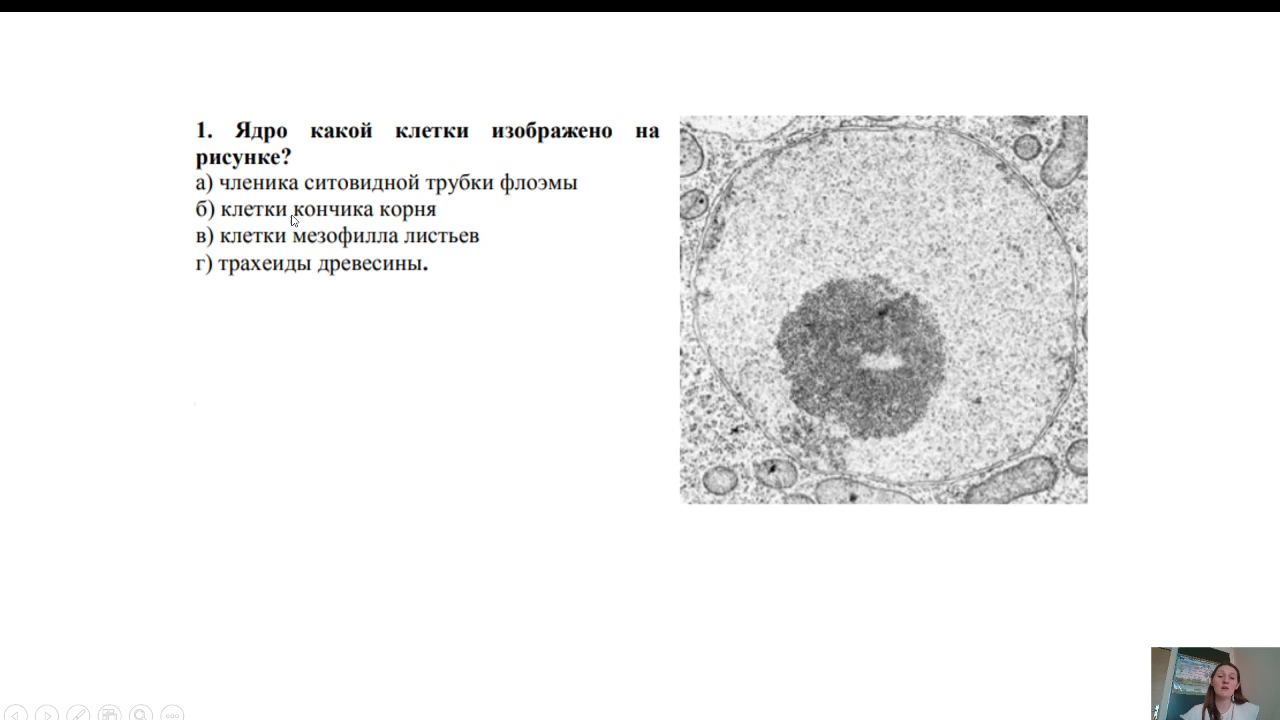 1. Ядро какой клетки изображено на
рисунке?
а) членика ситовидной трубки флоэмы
б) клетки кончика корня
в) клетки мезофилла листьев
г) трахеиды древесины.